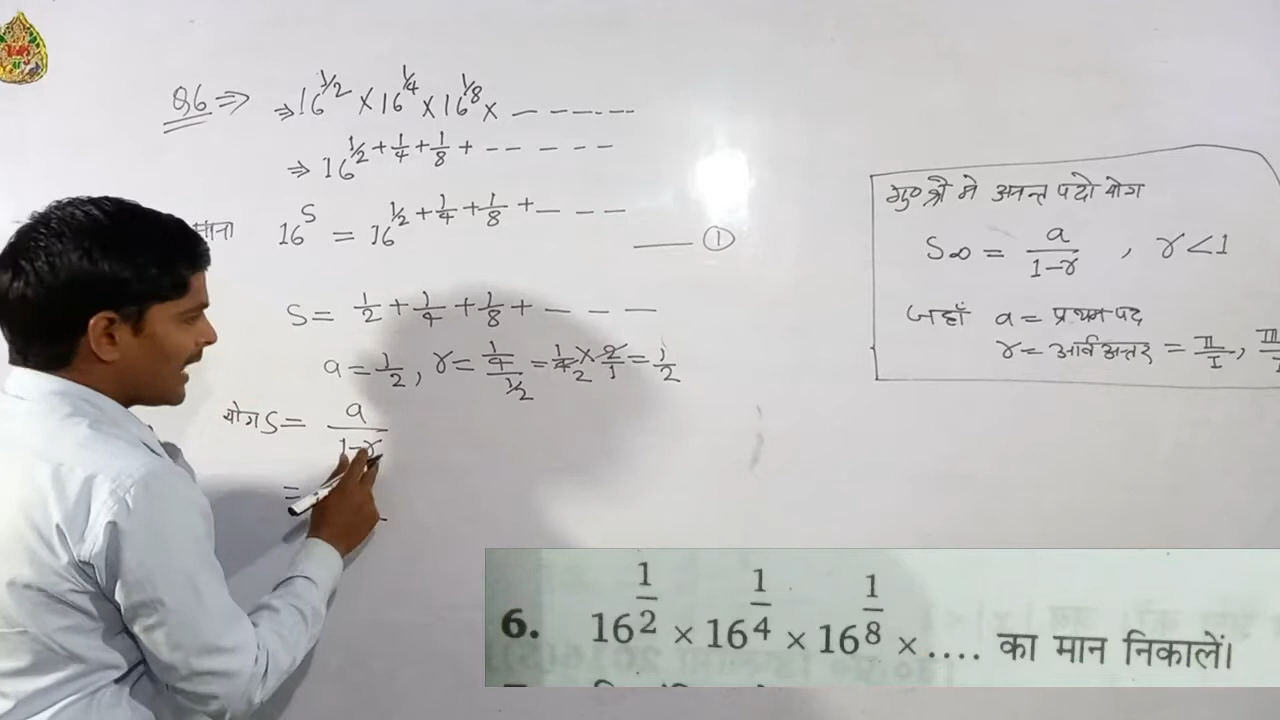 Q6 ⇒ ⇒ 16^1/2 × 16^1/4 × 16^1/8 × ------
⇒ 16^1/2 + 1/4 + 1/8 + -----
माना 16^S = 16^1/2 + 1/4 + 1/8 + --- —— ①
S = 1/2 + 1/4 + 1/8 + ---
a = 1/2, r = 1/4 / 1/2 = 1/4 × 2/1 = 1/2
योग S = a/1-r
=
गु० श्रे० मे अनन्त पदो योग
S∞ = a/1-r , r < 1
जहाँ a = प्रथम पद
r = आर्व अन्तर = II/I, III/
6. 16^1/2 × 16^1/4 × 16^1/8 × .... का मान निकालें।